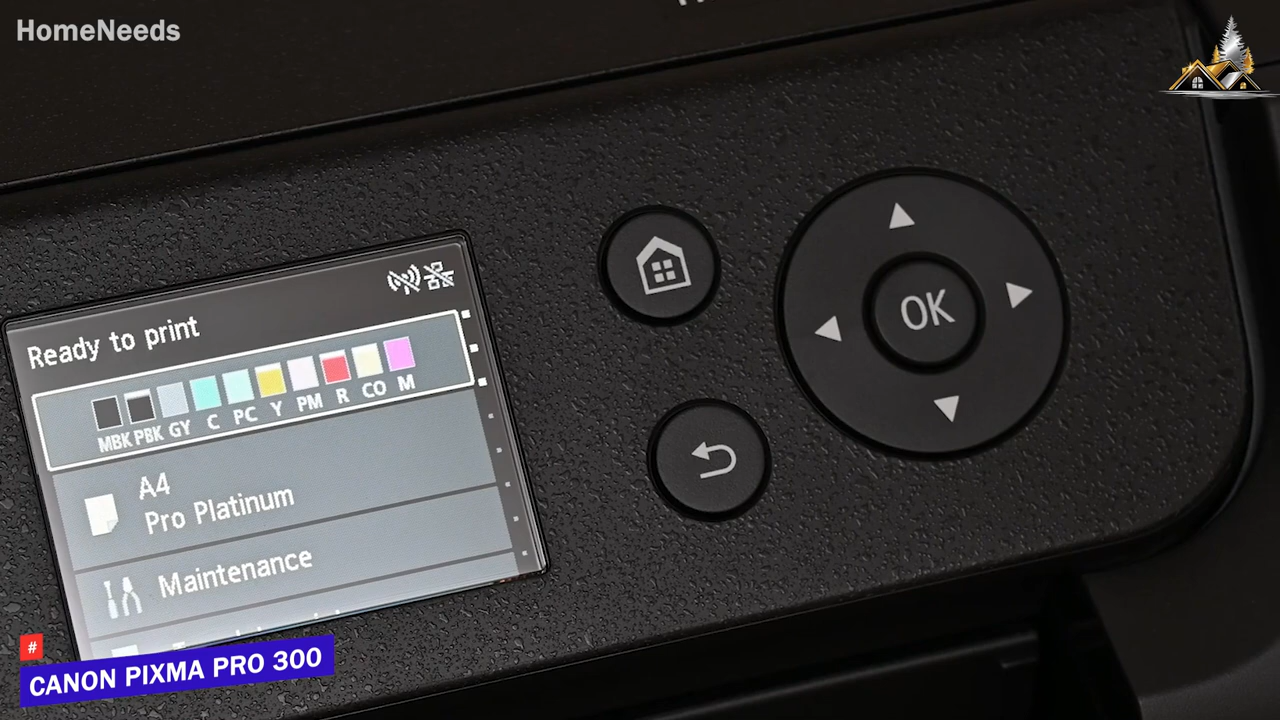 HomeNeeds
Ready to print
MBK PBK GY C PC Y PM R CO M
A4
Pro Platinum
Maintenance
OK
#
CANON PIXMA PRO 300